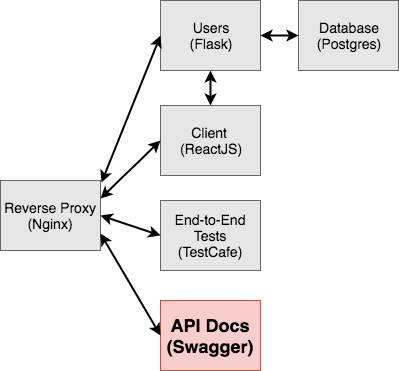 Users
(Flask)
Database
(Postgres)
Client
(ReactJS)
Reverse Proxy
(Nginx)
End-to-End
Tests
(TestCafe)
API Docs
(Swagger)